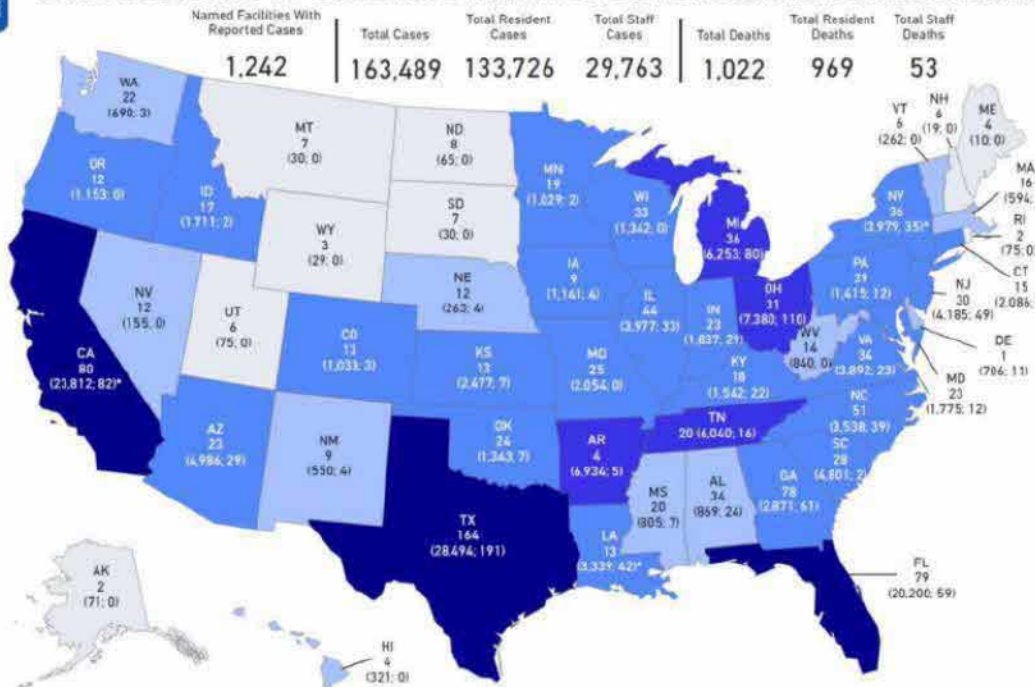 Named Facilities With
Reported Cases
1,242
Total Cases
163,489
Total Resident
Cases
133,726
Total Staff
Cases
29,763
Total Deaths
1,022
Total Resident
Deaths
969
Total Staff
Deaths
53
WA
22
(690; 3)
OR
12
(1,153; 0)
ID
17
(1,711; 2)
MT
7
(30; 0)
ND
8
(65; 0)
SD
7
(30; 0)
WY
3
(29; 0)
NE
12
(263; 4)
NV
12
(155; 0)
UT
6
(75; 0)
CO
13
(1,033; 3)
KS
13
(2,477; 7)
CA
80
(23,812; 82)*
AZ
23
(4,986; 29)
NM
9
(550; 4)
OK
24
(1,343; 7)
TX
164
(28,494; 191)
MN
19
(1,029; 2)
WI
33
(1,342; 0)
IA
9
(1,141; 4)
IL
44
(3,977; 33)
MO
25
(2,054; 0)
AR
4
(6,934; 5)
LA
13
(3,339; 42)*
MS
20
(805; 7)
AL
34
(869; 24)
TN
20 (6,040; 16)
KY
18
(1,542; 22)
IN
23
(1,837; 21)
MI
36
(6,253; 80)
OH
31
(7,380; 110)
WV
14
(840; 0)
VA
34
(3,892; 23)
NC
51
(3,538; 39)
SC
28
(4,801; 2)
GA
78
(2,871; 61)
FL
79
(20,200; 59)
PA
39
(1,415; 12)
NY
36
(3,979; 35)*
VT
6
(262; 0)
NH
6
(19; 0)
ME
4
(10; 0)
MA
16
(594;
RI
2
(75; 0)
CT
15
(2,086;
NJ
30
(4,185; 49)
DE
1
(706; 11)
MD
23
(1,775; 12)
AK
2
(71; 0)
HI
4
(321; 0)